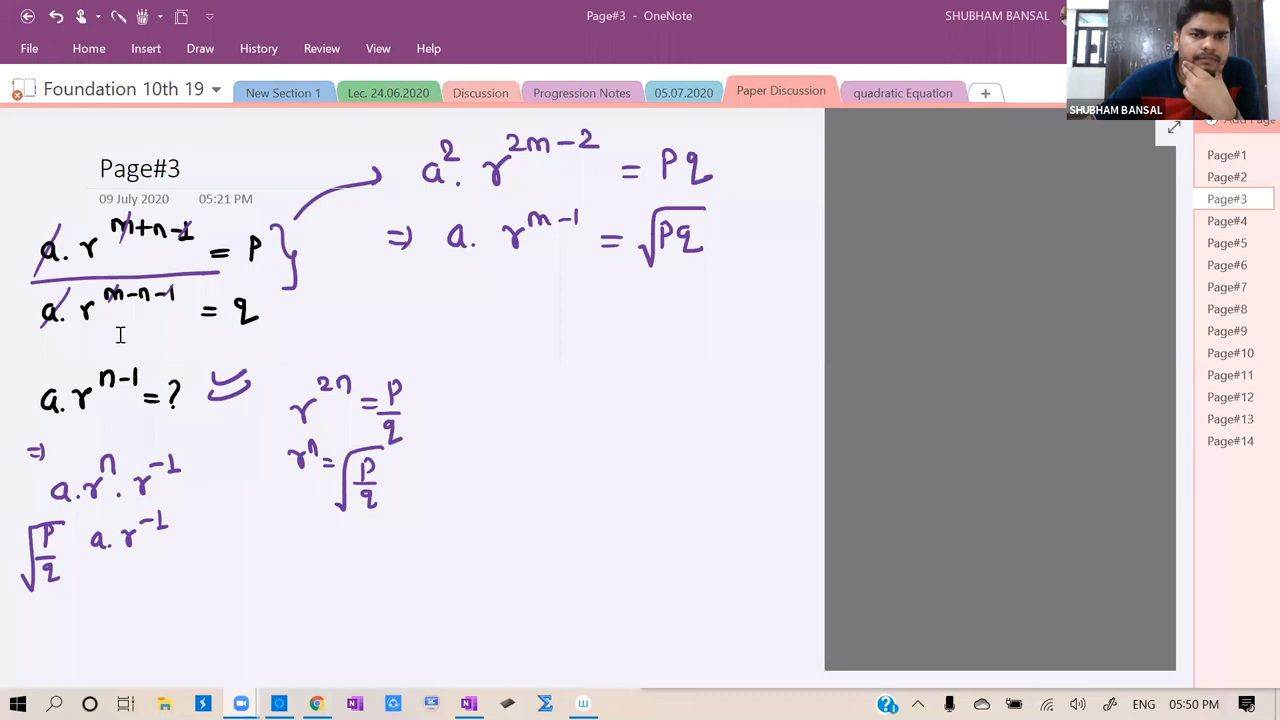 Page#3 - OneNote
SHUBHAM BANSAL
File Home Insert Draw History Review View Help
Foundation 10th 19
New Section 1
Lec. 24.06.2020
Discussion
Progression Notes
05.07.2020
Paper Discussion
quadratic Equation
SHUBHAM BANSAL
Add Page
Page#1
Page#2
Page#3
Page#4
Page#5
Page#6
Page#7
Page#8
Page#9
Page#10
Page#11
Page#12
Page#13
Page#14
Page#3
09 July 2020 05:21 PM
a. r^{m+n-1} = p
a. r^{m-n-1} = q
a. r^{n-1} = ?
⇒
a. r^n . r^{-1}
√(p/q) a. r^{-1}
r^{2n} = p/q
r^n = √(p/q)
a^2. r^{2m-2} = pq
⇒ a. r^{m-1} = √pq
ENG 05:50 PM